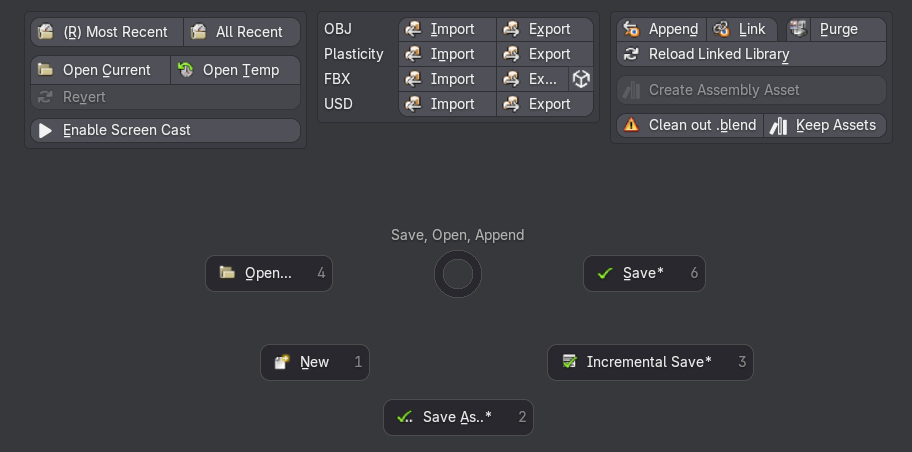 (R) Most Recent All Recent
Open Current Open Temp
Revert
Enable Screen Cast
OBJ Import Export
Plasticity Import Export
FBX Import Ex...
USD Import Export
Append Link Purge
Reload Linked Library
Create Assembly Asset
Clean out .blend Keep Assets
Save, Open, Append
Open... 4
Save* 6
New 1
Incremental Save* 3
Save As..* 2